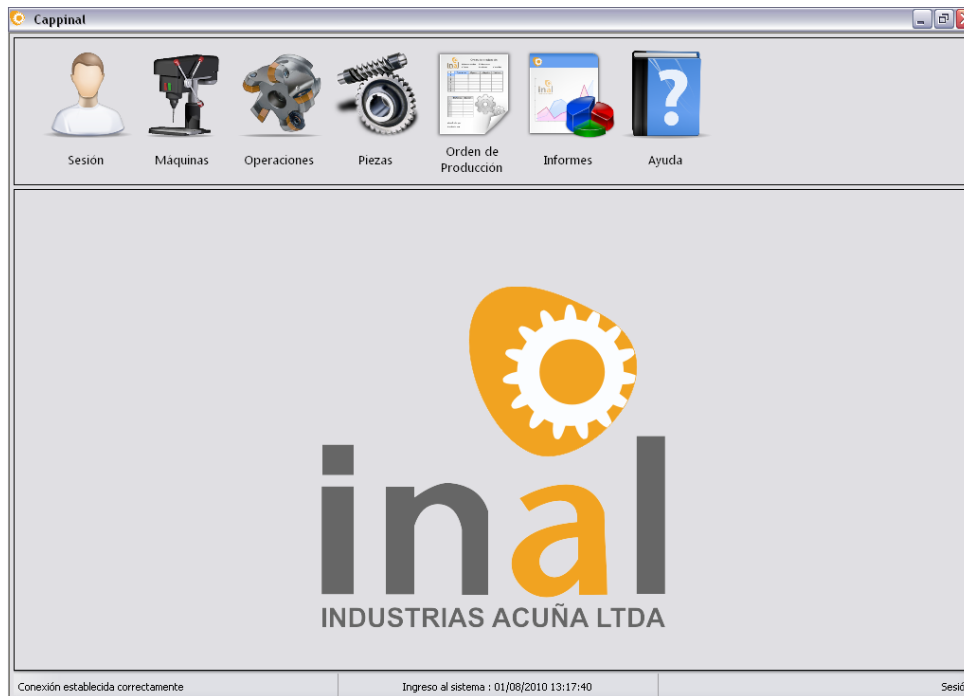 Cappinal
Sesión
Máquinas
Operaciones
Piezas
Orden de
Producción
Informes
Ayuda
inal
INDUSTRIAS ACUÑA LTDA
Conexión establecida correctamente
Ingreso al sistema : 01/08/2010 13:17:40
Sesió